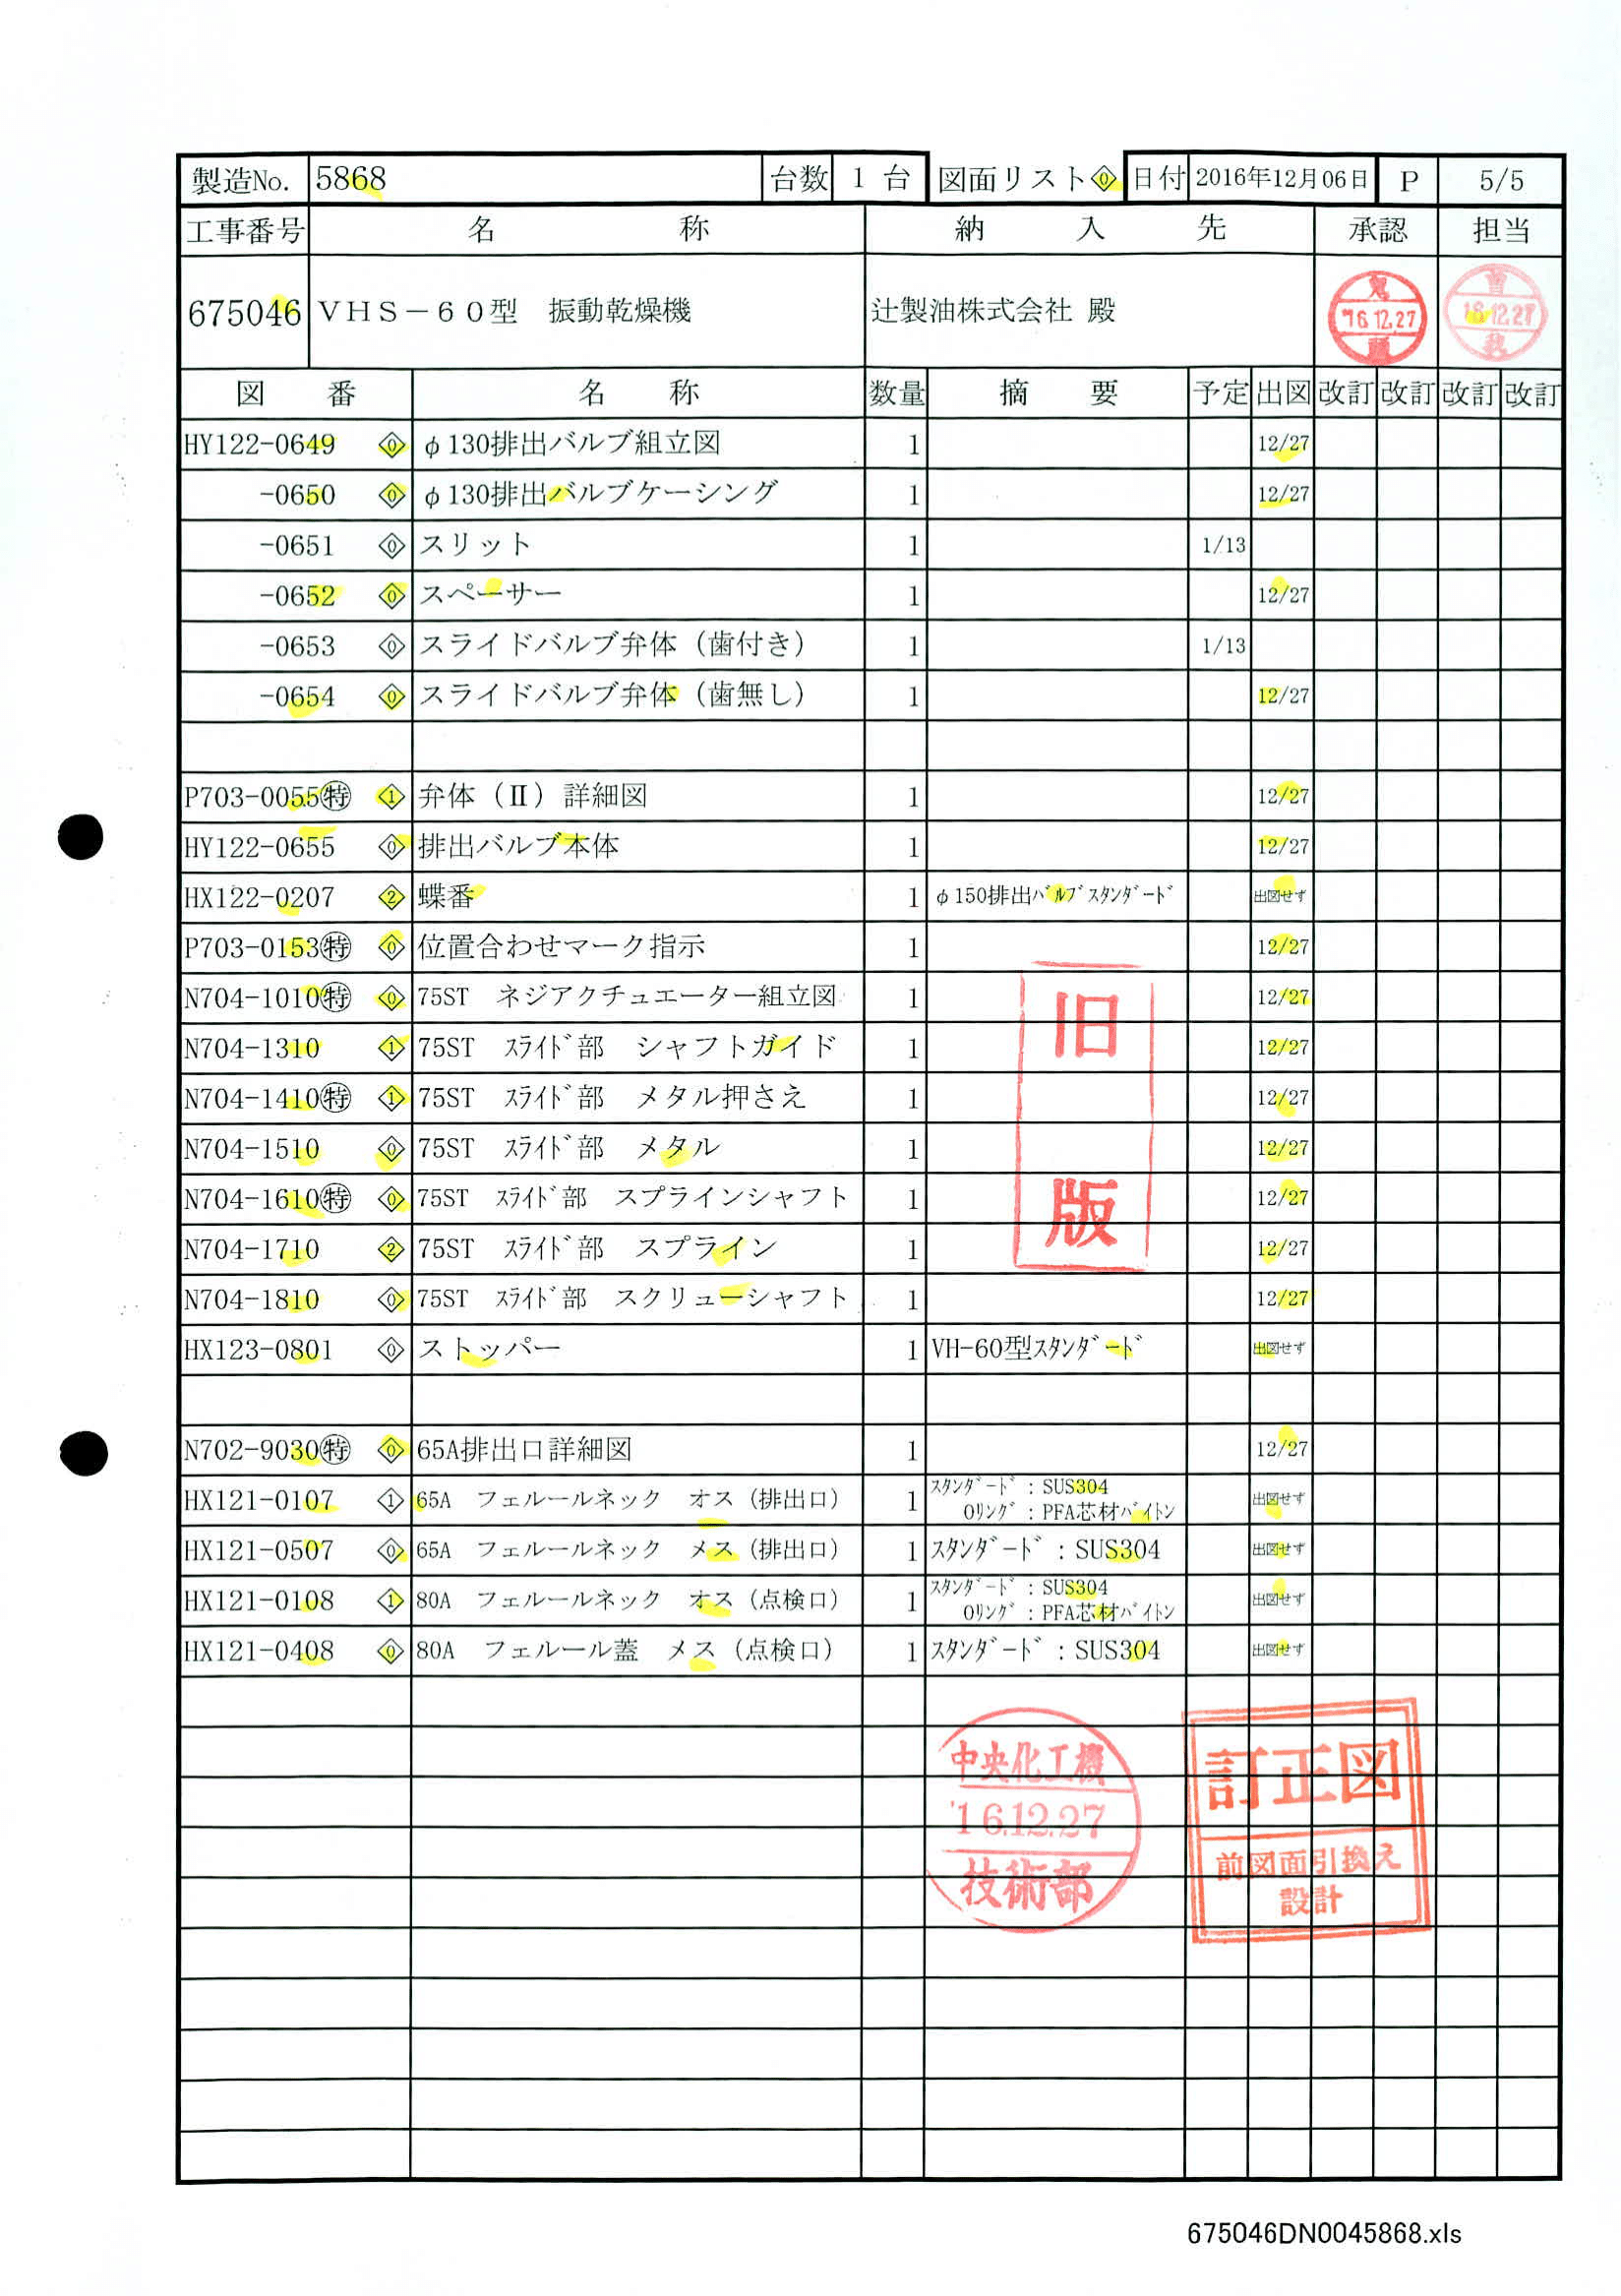 製造No. 5868 台数 1 台 図面リスト◇0 日付 2016年12月06日 P 5/5
工事番号 名 称 納 入 先 承認 担当
675046 VHS-60型 振動乾燥機 辻製油株式会社 殿
'16.12.27 16.12.27
図 番 名 称 数量 摘 要 予定 出図 改訂 改訂 改訂 改訂
HY122-0649 0 φ130排出バルブ組立図 1 12/27
-0650 0 φ130排出バルブケーシング 1 12/27
-0651 0 スリット 1 1/13
-0652 0 スペーサー 1 12/27
-0653 0 スライドバルブ弁体(歯付き) 1 1/13
-0654 0 スライドバルブ弁体(歯無し) 1 12/27
P703-0055㊕ 1 弁体(Ⅱ)詳細図 1 12/27
HY122-0655 0 排出バルブ本体 1 12/27
HX122-0207 2 蝶番 1 φ150排出バルブスタンダード 出図せず
P703-0153㊕ 0 位置合わせマーク指示 1 12/27
N704-1010㊕ 0 75ST ネジアクチュエーター組立図 1 12/27
N704-1310 1 75ST スライド部 シャフトガイド 1 12/27
N704-1410㊕ 1 75ST スライド部 メタル押さえ 1 12/27
N704-1510 0 75ST スライド部 メタル 1 12/27
N704-1610㊕ 0 75ST スライド部 スプラインシャフト 1 12/27
N704-1710 2 75ST スライド部 スプライン 1 12/27
N704-1810 0 75ST スライド部 スクリューシャフト 1 12/27
HX123-0801 0 ストッパー 1 VH-60型スタンダード 出図せず
旧版
N702-9030㊕ 0 65A排出口詳細図 1 12/27
HX121-0107 1 65A フェルールネック オス(排出口) 1 スタンダード:SUS304 出図せず
Oリング:PFA芯材バイトン
HX121-0507 0 65A フェルールネック メス(排出口) 1 スタンダード:SUS304 出図せず
HX121-0108 1 80A フェルールネック オス(点検口) 1 スタンダード:SUS304 出図せず
Oリング:PFA芯材バイトン
HX121-0408 0 80A フェルール蓋 メス(点検口) 1 スタンダード:SUS304 出図せず
中央化工機
'16.12.27
技術部
訂正図
前図面引換え
設計
675046DN0045868.xls